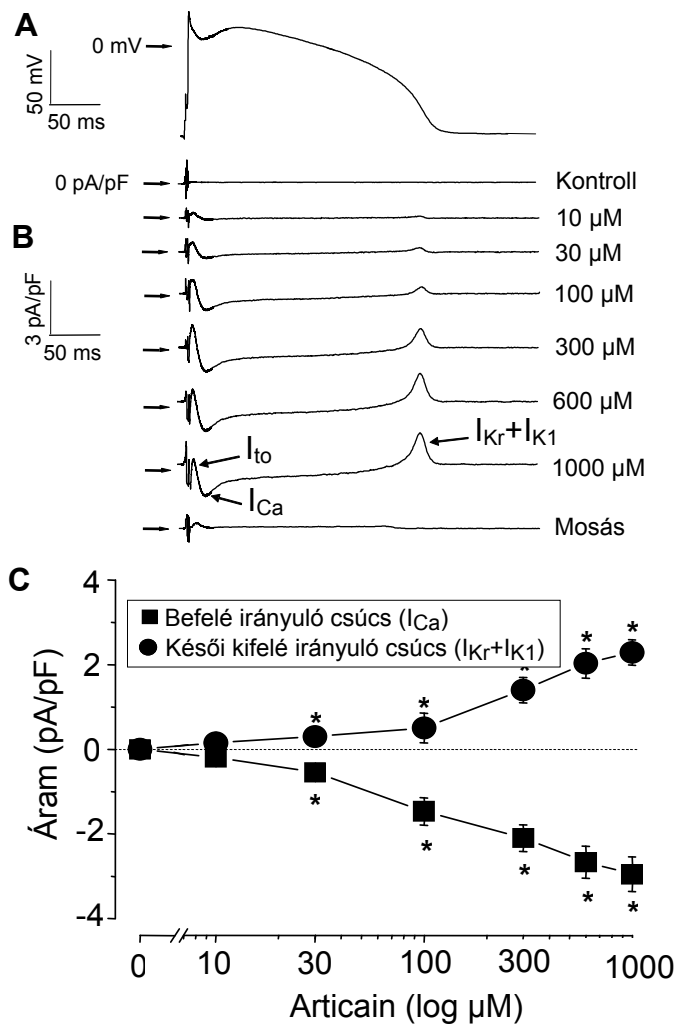 A
0 mV
50 mV
50 ms
0 pA/pF
Kontroll
10 µM
B
30 µM
3 pA/pF
100 µM
50 ms
300 µM
600 µM
IKr+IK1
Ito
1000 µM
ICa
Mosás
C
Áram (pA/pF)
4
2
0
-2
-4
Befelé irányuló csúcs (ICa)
Késői kifelé irányuló csúcs (IKr+IK1)
* * * * *
* * * * *
0 10 30 100 300 1000
Articain (log µM)